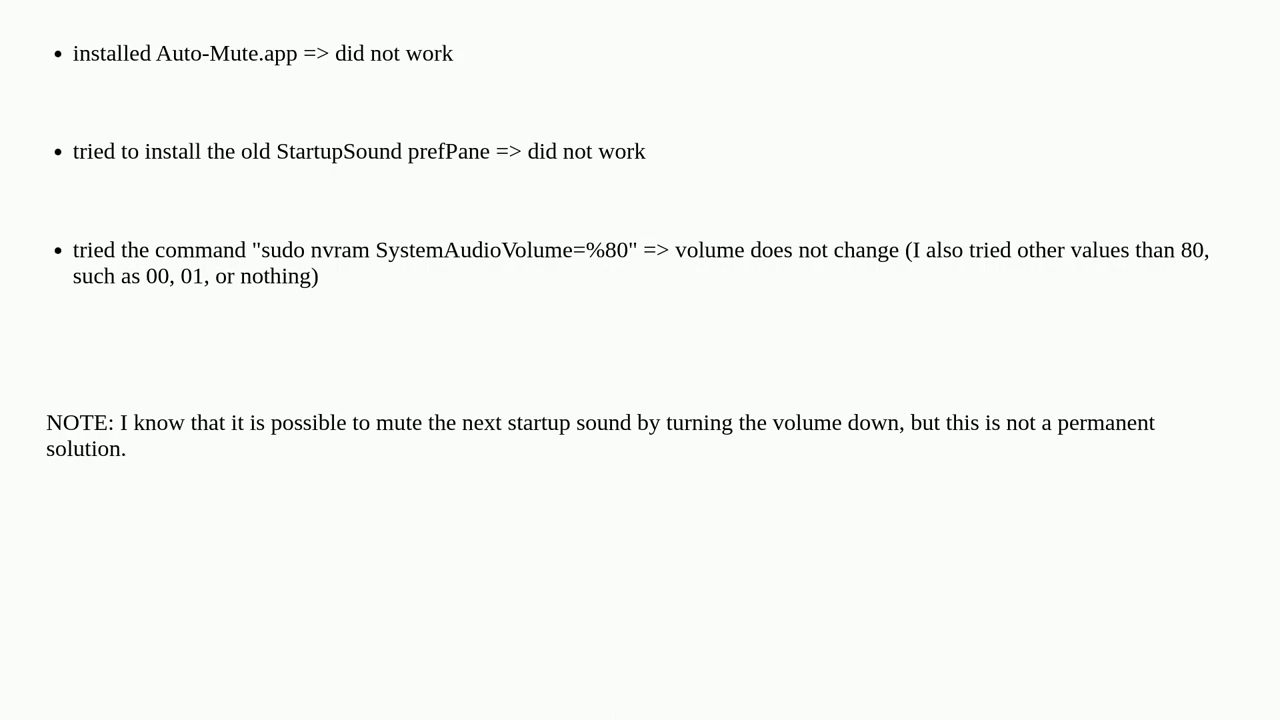 • installed Auto-Mute.app => did not work
• tried to install the old StartupSound prefPane => did not work
• tried the command "sudo nvram SystemAudioVolume=%80" => volume does not change (I also tried other values than 80,
such as 00, 01, or nothing)
NOTE: I know that it is possible to mute the next startup sound by turning the volume down, but this is not a permanent
solution.